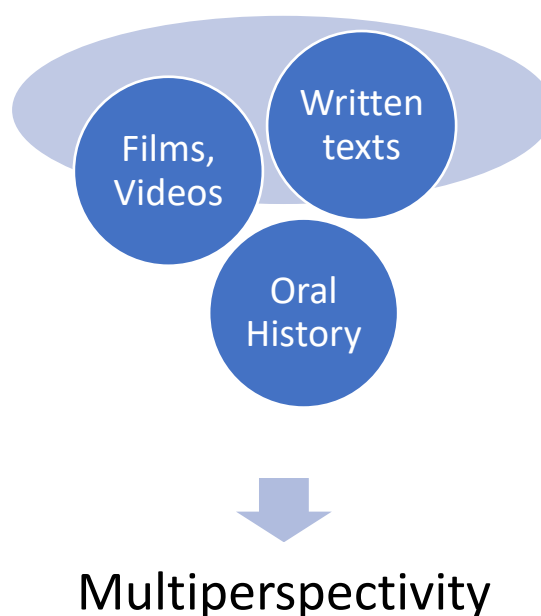 Written
texts
Films,
Videos
Oral
History
Multiperspectivity